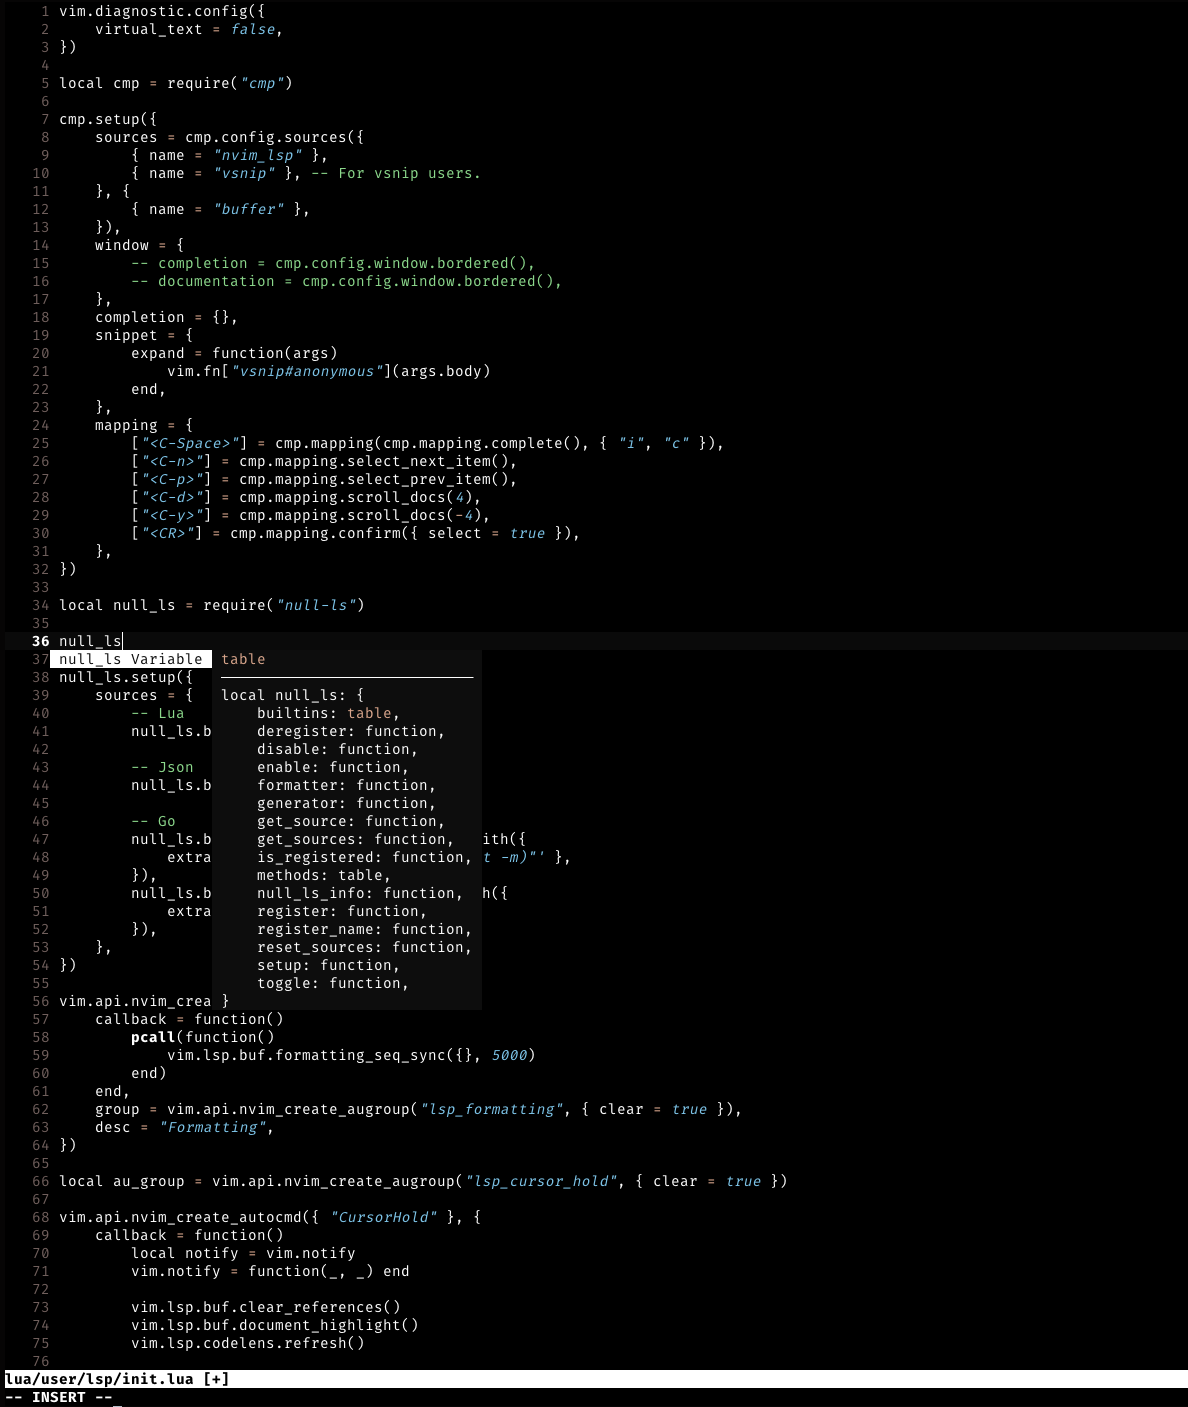 1 vim.diagnostic.config({
2     virtual_text = false,
3 })
4
5 local cmp = require("cmp")
6
7 cmp.setup({
8     sources = cmp.config.sources({
9         { name = "nvim_lsp" },
10         { name = "vsnip" }, -- For vsnip users.
11     }, {
12         { name = "buffer" },
13     }),
14     window = {
15         -- completion = cmp.config.window.bordered(),
16         -- documentation = cmp.config.window.bordered(),
17     },
18     completion = {},
19     snippet = {
20         expand = function(args)
21             vim.fn["vsnip#anonymous"](args.body)
22         end,
23     },
24     mapping = {
25         ["<C-Space>"] = cmp.mapping(cmp.mapping.complete(), { "i", "c" }),
26         ["<C-n>"] = cmp.mapping.select_next_item(),
27         ["<C-p>"] = cmp.mapping.select_prev_item(),
28         ["<C-d>"] = cmp.mapping.scroll_docs(4),
29         ["<C-y>"] = cmp.mapping.scroll_docs(-4),
30         ["<CR>"] = cmp.mapping.confirm({ select = true }),
31     },
32 })
33
34 local null_ls = require("null-ls")
35
36 null_ls
37 null_ls Variable  table
38 null_ls.setup({
39     sources = {   local null_ls: {
40         -- Lua        builtins: table,
41         null_ls.b     deregister: function,
42                       disable: function,
43         -- Json       enable: function,
44         null_ls.b     formatter: function,
45                       generator: function,
46         -- Go         get_source: function,
47         null_ls.b     get_sources: function,   ith({
48             extra     is_registered: function, t -m)"' },
49         }),           methods: table,
50         null_ls.b     null_ls_info: function,  h({
51             extra     register: function,
52         }),           register_name: function,
53     },                reset_sources: function,
54 })                    setup: function,
55                       toggle: function,
56 vim.api.nvim_crea }
57     callback = function()
58         pcall(function()
59             vim.lsp.buf.formatting_seq_sync({}, 5000)
60         end)
61     end,
62     group = vim.api.nvim_create_augroup("lsp_formatting", { clear = true }),
63     desc = "Formatting",
64 })
65
66 local au_group = vim.api.nvim_create_augroup("lsp_cursor_hold", { clear = true })
67
68 vim.api.nvim_create_autocmd({ "CursorHold" }, {
69     callback = function()
70         local notify = vim.notify
71         vim.notify = function(_, _) end
72
73         vim.lsp.buf.clear_references()
74         vim.lsp.buf.document_highlight()
75         vim.lsp.codelens.refresh()
76
lua/user/lsp/init.lua [+]
-- INSERT --